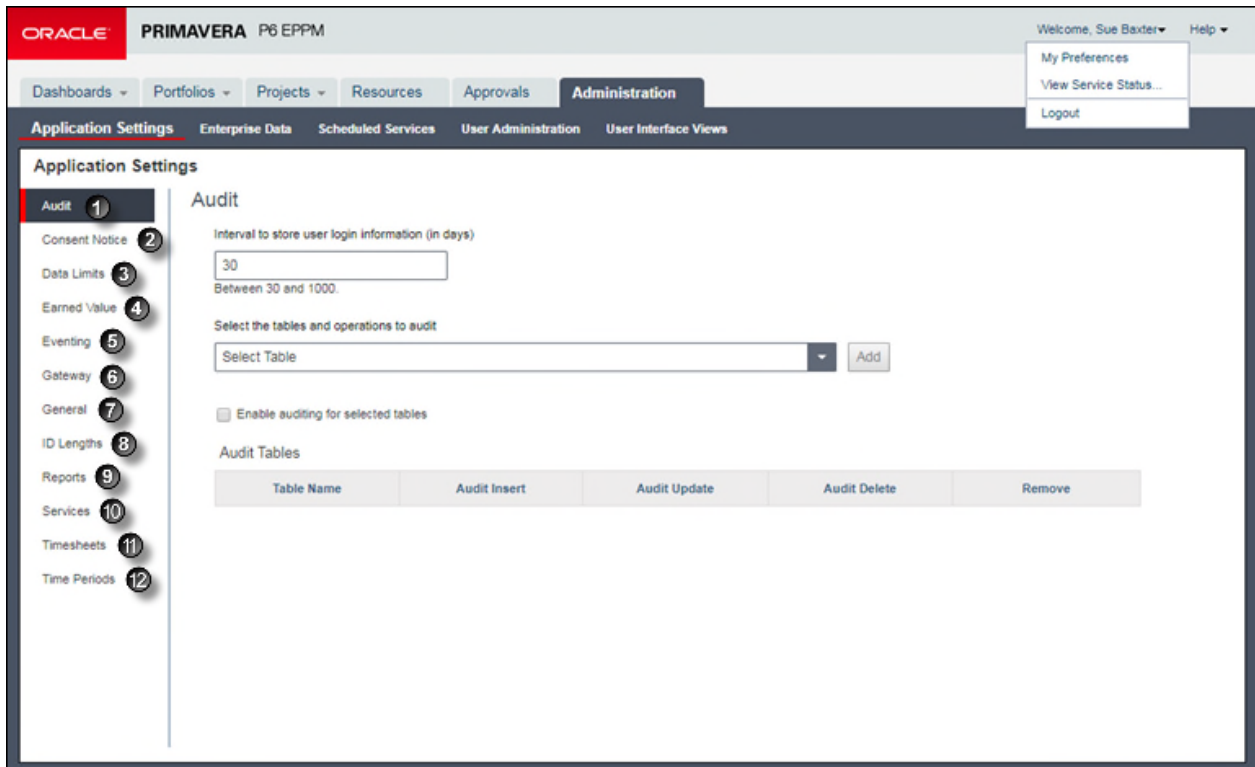 ORACLE PRIMAVERA P6 EPPM Welcome, Sue Baxter Help
My Preferences
View Service Status...
Logout
Dashboards Portfolios Projects Resources Approvals Administration
Application Settings Enterprise Data Scheduled Services User Administration User Interface Views
Application Settings
Audit 1
Consent Notice 2
Data Limits 3
Earned Value 4
Eventing 5
Gateway 6
General 7
ID Lengths 8
Reports 9
Services 10
Timesheets 11
Time Periods 12
Audit
Interval to store user login information (in days)
30
Between 30 and 1000.
Select the tables and operations to audit
Select Table Add
Enable auditing for selected tables
Audit Tables
Table Name Audit Insert Audit Update Audit Delete Remove